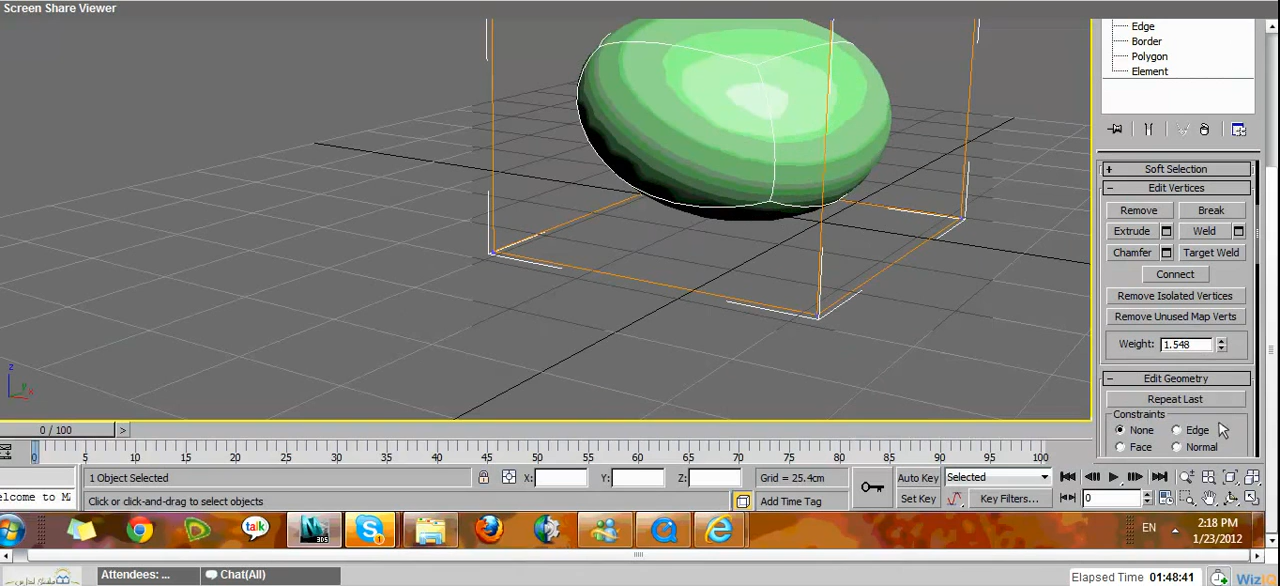 Screen Share Viewer
Edge
Border
Polygon
Element
+ Soft Selection
- Edit Vertices
Remove Break
Extrude Weld
Chamfer Target Weld
Connect
Remove Isolated Vertices
Remove Unused Map Verts
Weight: 1.548
- Edit Geometry
Repeat Last
Constraints
None Edge
Face Normal
z
y
x
0 / 100 >
0 5 10 15 20 25 30 35 40 45 50 55 60 65 70 75 80 85 90 95 100
1 Object Selected X: Y: Z: Grid = 25.4cm Auto Key Selected
elcome to M
Click or click-and-drag to select objects Add Time Tag Set Key Key Filters... 0
talk
3DS
EN 2:18 PM
1/23/2012
Attendees: ... Chat(All) Elapsed Time 01:48:41